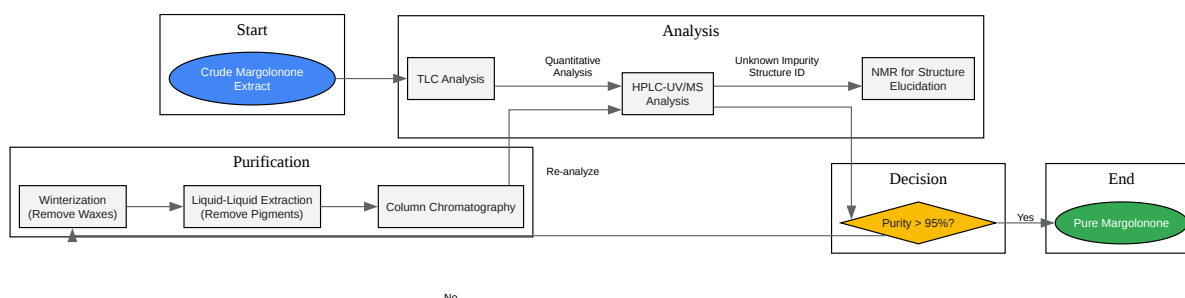 Start
Crude Margolonone
Extract
Analysis
TLC Analysis
Quantitative
Analysis
HPLC-UV/MS
Analysis
Unknown Impurity
Structure ID
NMR for Structure
Elucidation
Purification
Winterization
(Remove Waxes)
Liquid-Liquid Extraction
(Remove Pigments)
Column Chromatography
Re-analyze
Decision
Purity > 95%?
Yes
End
Pure Margolonone
No